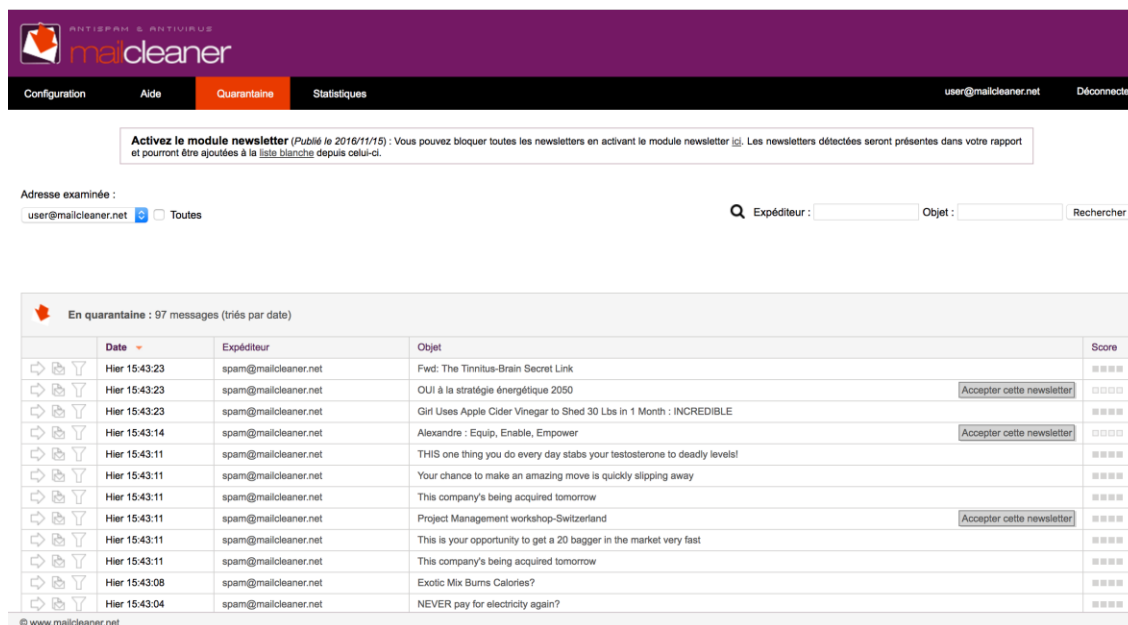 ANTISPAM & ANTIVIRUS
mailcleaner
Configuration Aide Quarantaine Statistiques user@mailcleaner.net Déconnecte
Activez le module newsletter (Publié le 2016/11/15) : Vous pouvez bloquer toutes les newsletters en activant le module newsletter ici. Les newsletters détectées seront présentes dans votre rapport
et pourront être ajoutées à la liste blanche depuis celui-ci.
Adresse examinée :
user@mailcleaner.net Toutes Expéditeur : Objet : Rechercher
En quarantaine : 97 messages (triés par date)
Date Expéditeur Objet Score
Hier 15:43:23 spam@mailcleaner.net Fwd: The Tinnitus-Brain Secret Link
Hier 15:43:23 spam@mailcleaner.net OUI à la stratégie énergétique 2050 Accepter cette newsletter
Hier 15:43:23 spam@mailcleaner.net Girl Uses Apple Cider Vinegar to Shed 30 Lbs in 1 Month : INCREDIBLE
Hier 15:43:14 spam@mailcleaner.net Alexandre : Equip, Enable, Empower Accepter cette newsletter
Hier 15:43:11 spam@mailcleaner.net THIS one thing you do every day stabs your testosterone to deadly levels!
Hier 15:43:11 spam@mailcleaner.net Your chance to make an amazing move is quickly slipping away
Hier 15:43:11 spam@mailcleaner.net This company's being acquired tomorrow
Hier 15:43:11 spam@mailcleaner.net Project Management workshop-Switzerland Accepter cette newsletter
Hier 15:43:11 spam@mailcleaner.net This is your opportunity to get a 20 bagger in the market very fast
Hier 15:43:11 spam@mailcleaner.net This company's being acquired tomorrow
Hier 15:43:08 spam@mailcleaner.net Exotic Mix Burns Calories?
Hier 15:43:04 spam@mailcleaner.net NEVER pay for electricity again?
© www.mailcleaner.net